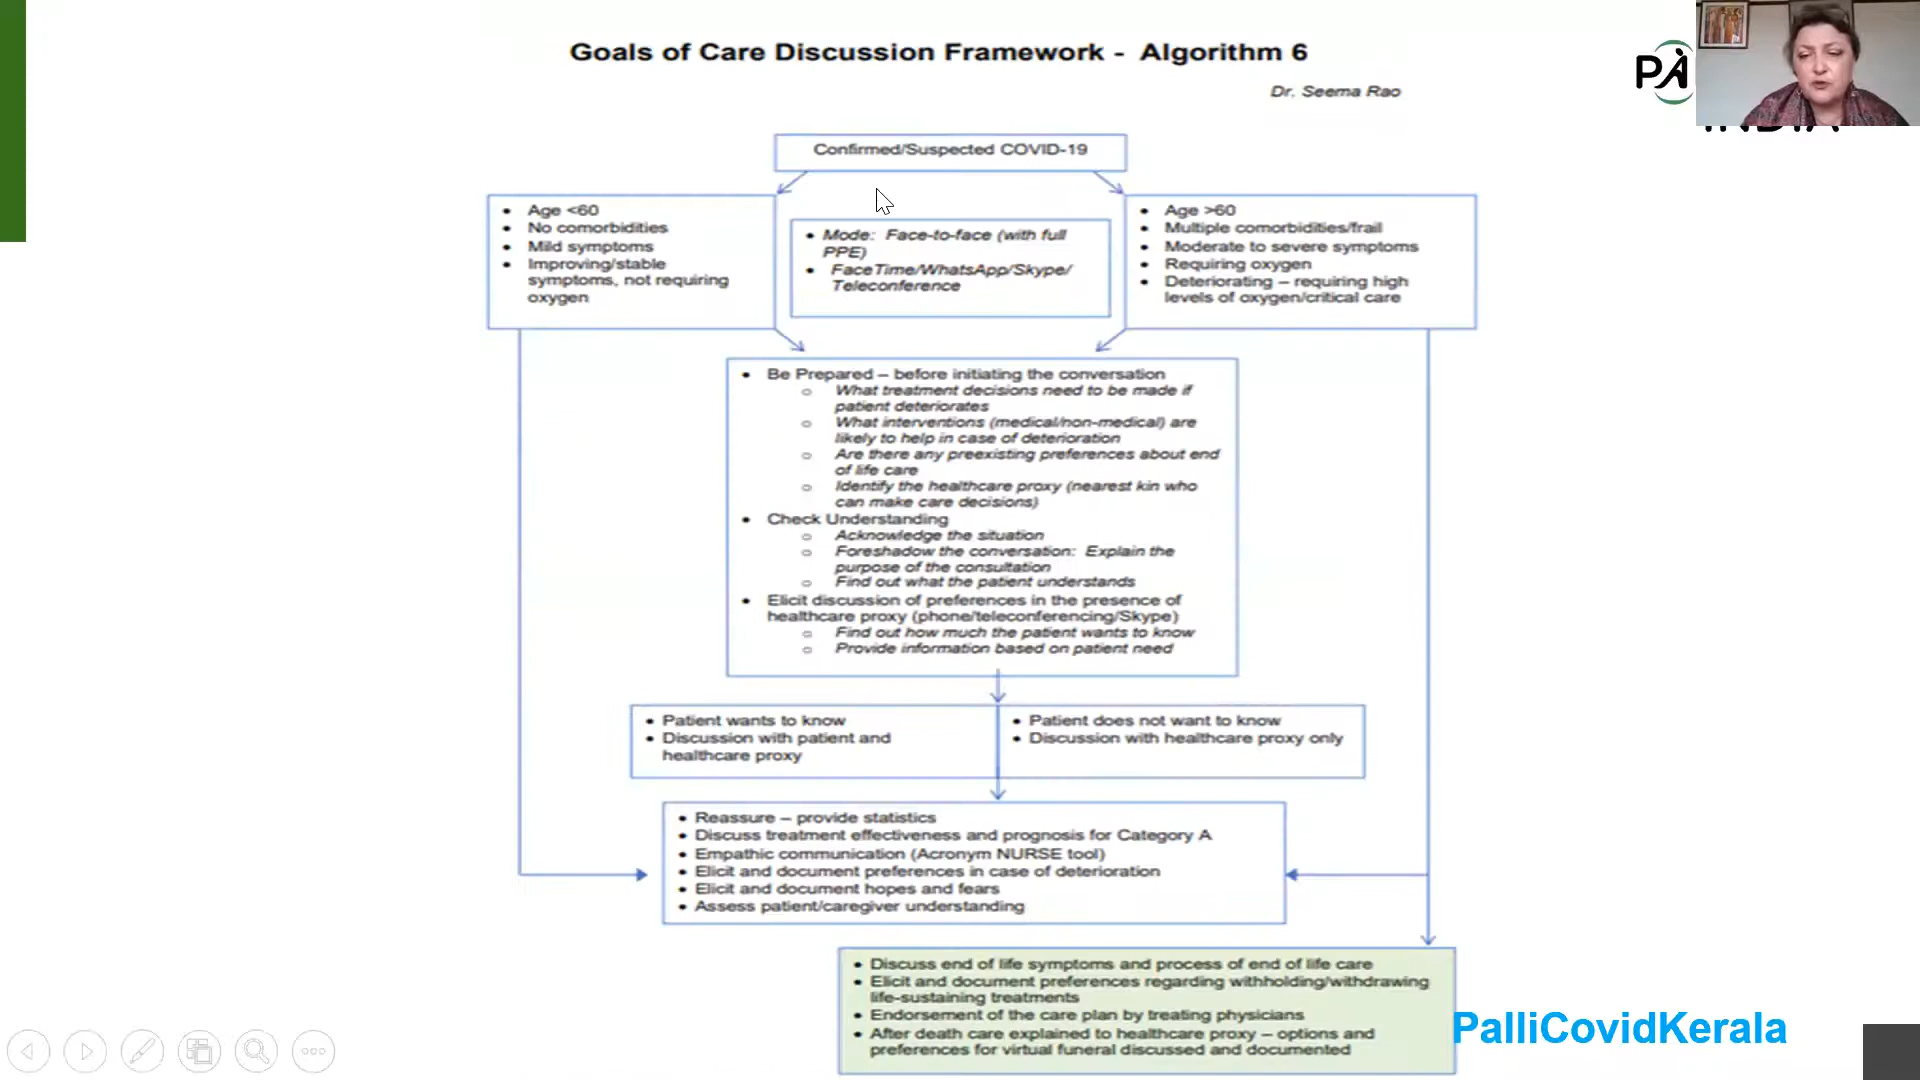 Goals of Care Discussion Framework - Algorithm 6
Dr. Seema Rao
Confirmed/Suspected COVID-19
• Age <60
• No comorbidities
• Mild symptoms
• Improving/stable
symptoms, not requiring
oxygen
• Mode: Face-to-face (with full
PPE)
• FaceTime/WhatsApp/Skype/
Teleconference
• Age >60
• Multiple comorbidities/frail
• Moderate to severe symptoms
• Requiring oxygen
• Deteriorating – requiring high
levels of oxygen/critical care
• Be Prepared – before initiating the conversation
o What treatment decisions need to be made if
patient deteriorates
o What interventions (medical/non-medical) are
likely to help in case of deterioration
o Are there any preexisting preferences about end
of life care
o Identify the healthcare proxy (nearest kin who
can make care decisions)
• Check Understanding
o Acknowledge the situation
o Foreshadow the conversation: Explain the
purpose of the consultation
o Find out what the patient understands
• Elicit discussion of preferences in the presence of
healthcare proxy (phone/teleconferencing/Skype)
o Find out how much the patient wants to know
o Provide information based on patient need
• Patient wants to know
• Discussion with patient and
healthcare proxy
• Patient does not want to know
• Discussion with healthcare proxy only
• Reassure – provide statistics
• Discuss treatment effectiveness and prognosis for Category A
• Empathic communication (Acronym NURSE tool)
• Elicit and document preferences in case of deterioration
• Elicit and document hopes and fears
• Assess patient/caregiver understanding
• Discuss end of life symptoms and process of end of life care
• Elicit and document preferences regarding withholding/withdrawing
life-sustaining treatments
• Endorsement of the care plan by treating physicians
• After death care explained to healthcare proxy – options and
preferences for virtual funeral discussed and documented
PalliCovidKerala